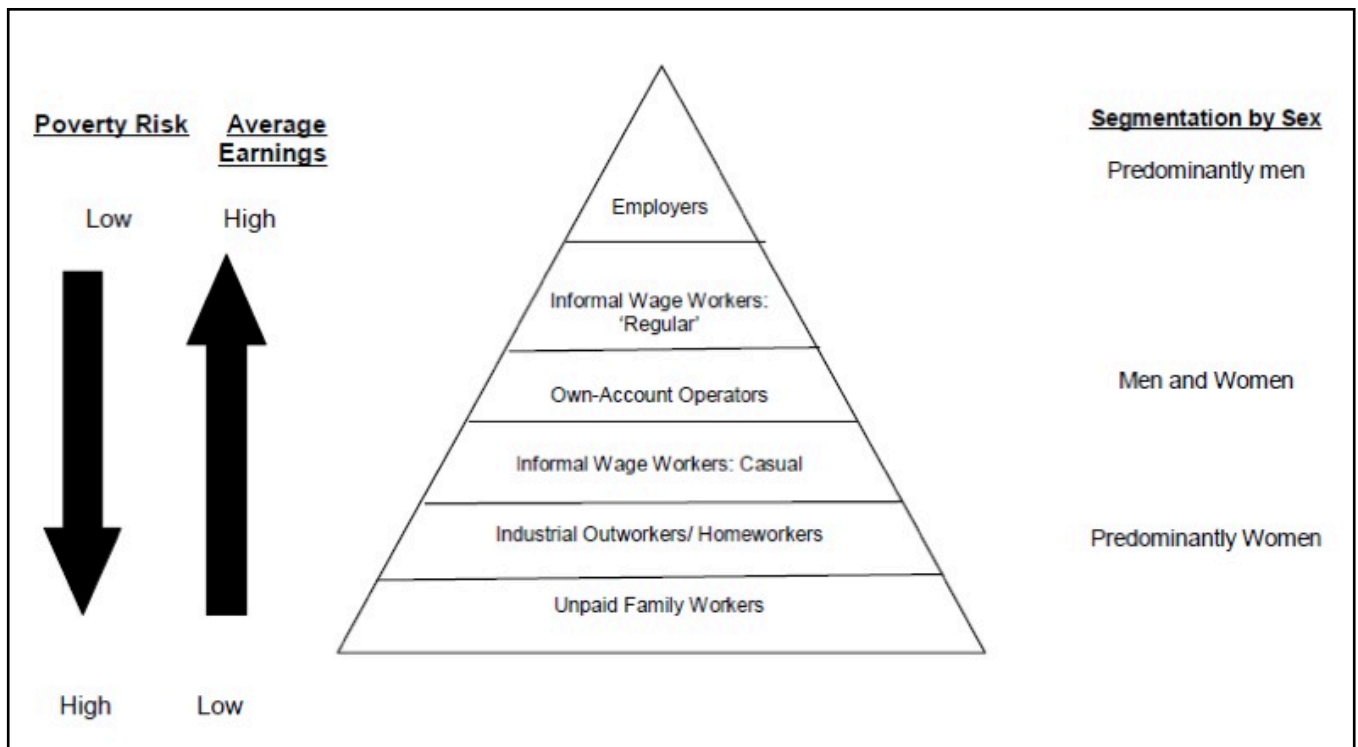 Poverty Risk
Average
Earnings
Low
High
High
Low
Employers
Informal Wage Workers:
‘Regular’
Own-Account Operators
Informal Wage Workers: Casual
Industrial Outworkers/ Homeworkers
Unpaid Family Workers
Segmentation by Sex
Predominantly men
Men and Women
Predominantly Women